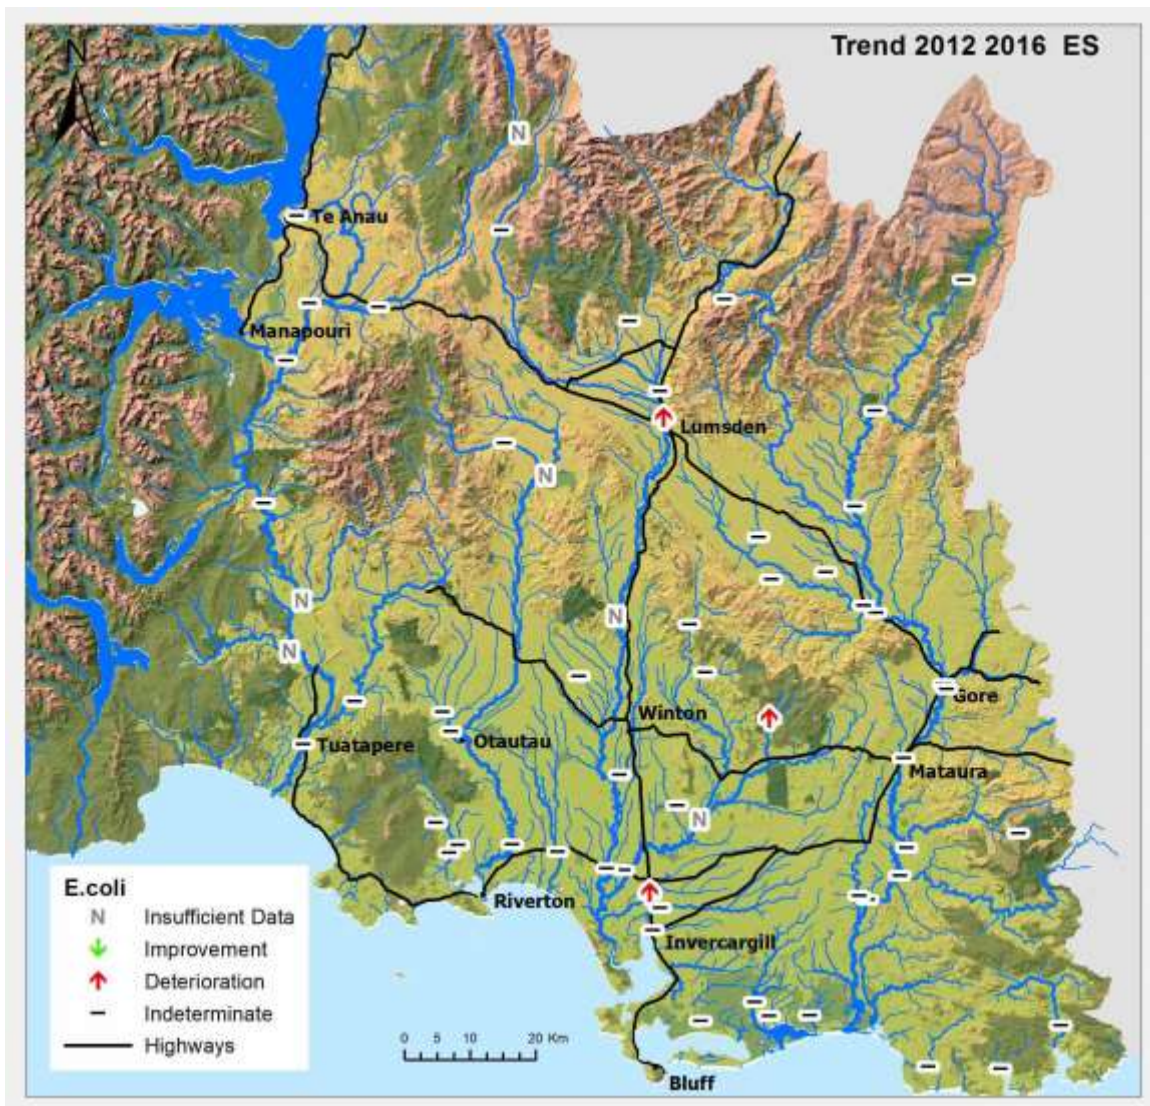 Trend 2012 2016 ES
N
N
Te Anau
Manapouri
Lumsden
N
N
N
N
Gore
Winton
Otautau
Tuatapere
Mataura
N
Riverton
Invercargill
Bluff
E.coli
N Insufficient Data
Improvement
Deterioration
Indeterminate
Highways
0 5 10 20 Km